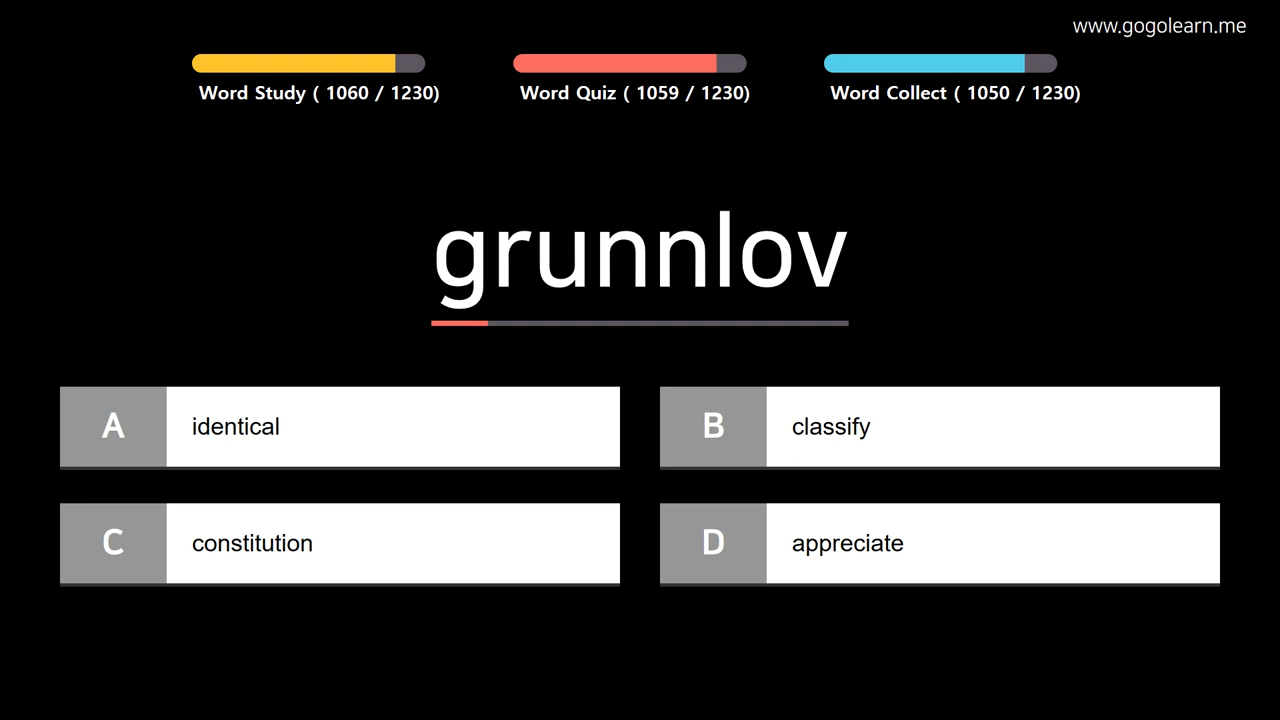 www.gogolearn.me
Word Study ( 1060 / 1230)
Word Quiz ( 1059 / 1230)
Word Collect ( 1050 / 1230)
grunnlov
A identical
B classify
C constitution
D appreciate